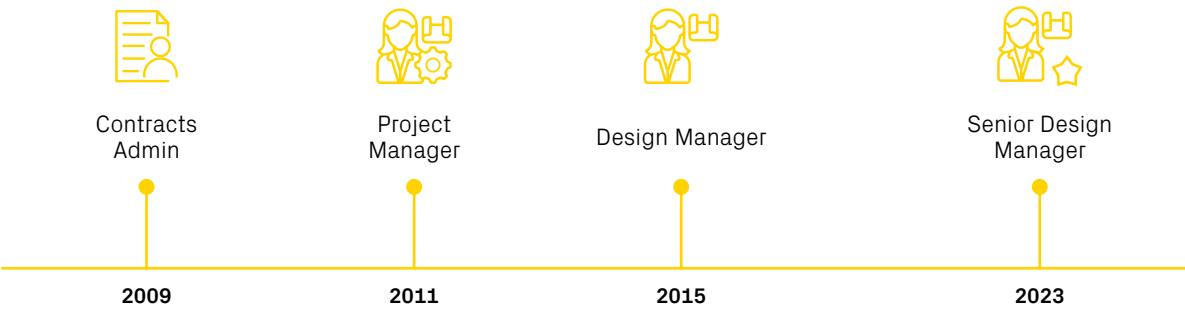 Contracts
Admin
Project
Manager
Design Manager
Senior Design
Manager
2009
2011
2015
2023